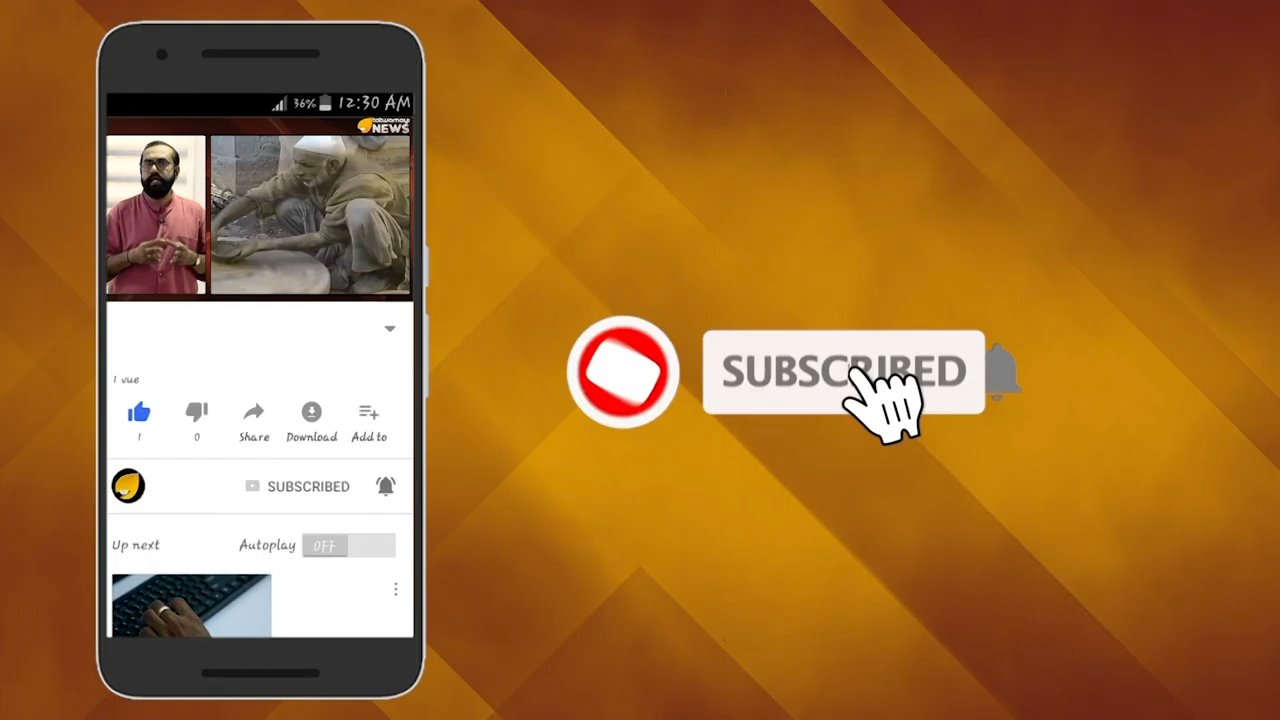 36% 12:30 AM
tatwamayi
NEWS
1 vue
1 0 Share Download Add to
SUBSCRIBED
Up next Autoplay OFF
SUBSCRIBED